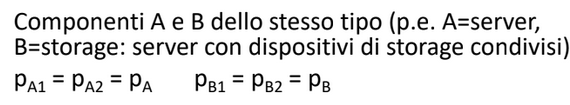 Componenti A e B dello stesso tipo (p.e. A=server,
B=storage: server con dispositivi di storage condivisi)
pA1 = pA2 = pA pB1 = pB2 = pB